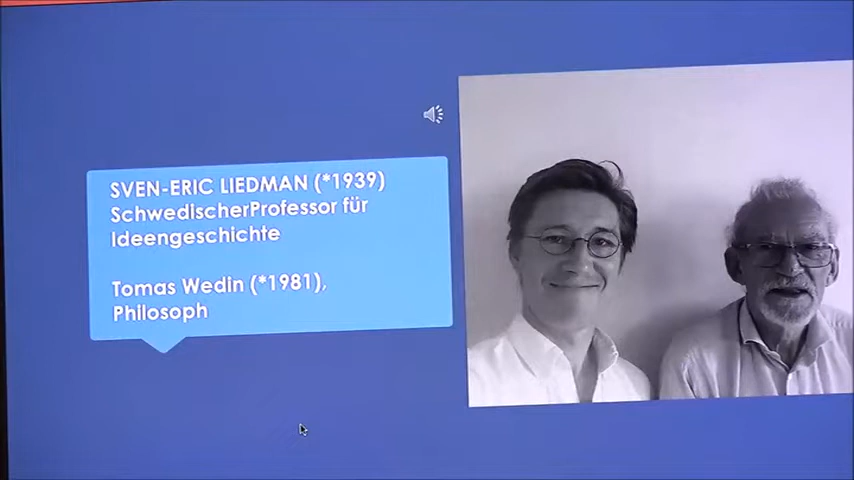 SVEN-ERIC LIEDMAN (*1939)
SchwedischerProfessor für
Ideengeschichte
Tomas Wedin (*1981),
Philosoph